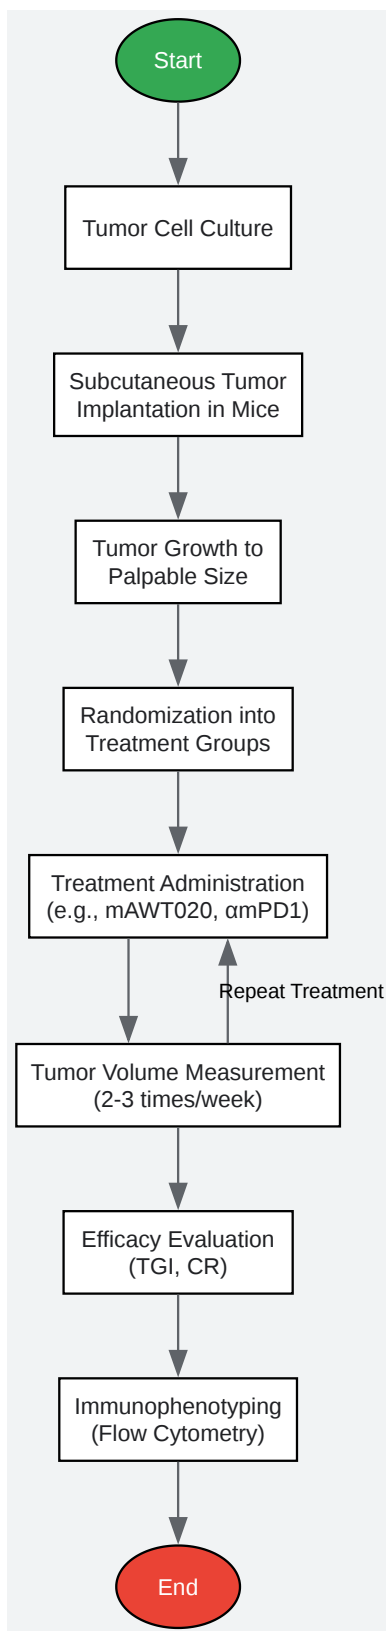 Start
Tumor Cell Culture
Subcutaneous Tumor
Implantation in Mice
Tumor Growth to
Palpable Size
Randomization into
Treatment Groups
Treatment Administration
(e.g., mAWT020, αmPD1)
Repeat Treatment
Tumor Volume Measurement
(2-3 times/week)
Efficacy Evaluation
(TGI, CR)
Immunophenotyping
(Flow Cytometry)
End